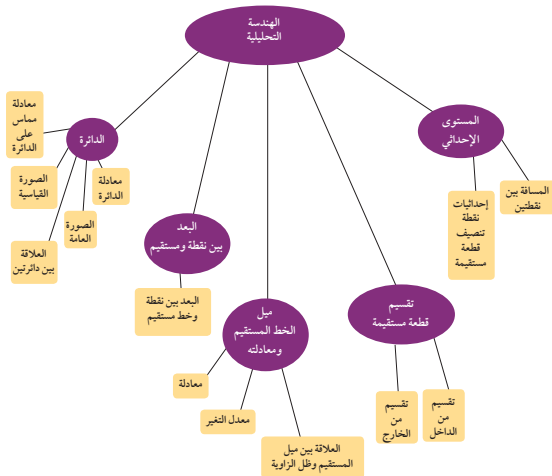 الهندسة
التحليلية
المستوى
الإحداثي
المسافة بين
نقطتين
إحداثيات
نقطة
تنصيف
قطعة
مستقيمة
تقسيم
قطعة مستقيمة
تقسيم
من
الداخل
تقسيم
من
الخارج
ميل
الخط المستقيم
ومعادلته
العلاقة بين ميل
المستقيم وظل الزاوية
معدل التغير
معادلة
البعد
بين نقطة ومستقيم
البعد بين نقطة
وخط مستقيم
الدائرة
معادلة
الدائرة
الصورة
العامة
العلاقة
بين دائرتين
الصورة
القياسية
معادلة
مماس
على
الدائرة